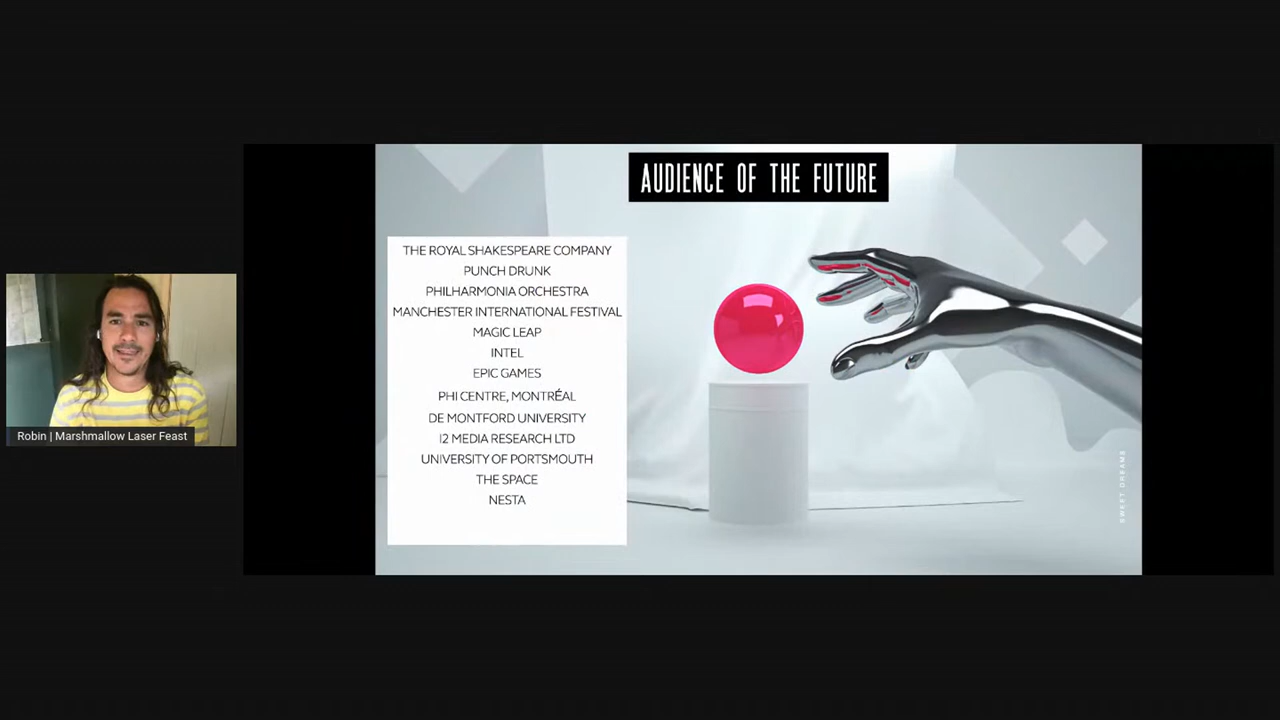 AUDIENCE OF THE FUTURE
THE ROYAL SHAKESPEARE COMPANY
PUNCH DRUNK
PHILHARMONIA ORCHESTRA
MANCHESTER INTERNATIONAL FESTIVAL
MAGIC LEAP
INTEL
EPIC GAMES
PHI CENTRE, MONTRÉAL
DE MONTFORD UNIVERSITY
I2 MEDIA RESEARCH LTD
UNIVERSITY OF PORTSMOUTH
THE SPACE
NESTA
SWEET DREAMS
Robin | Marshmallow Laser Feast